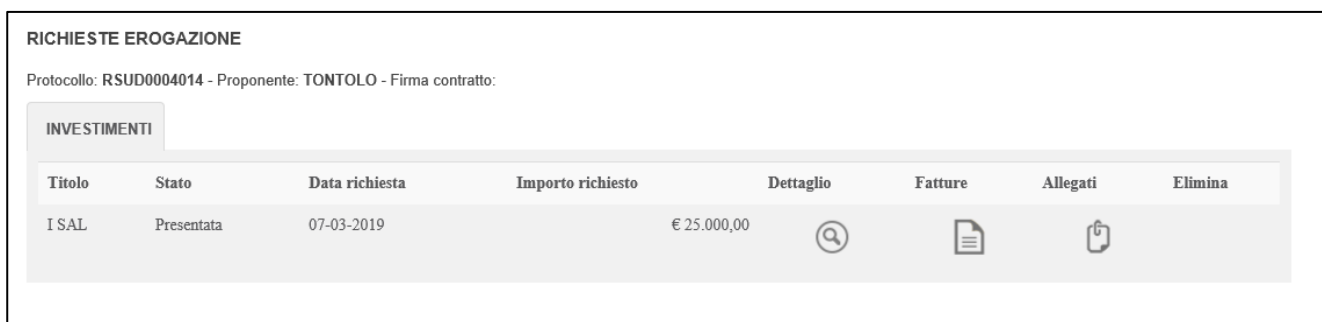 RICHIESTE EROGAZIONE
Protocollo: RSUD0004014 - Proponente: TONTOLO - Firma contratto:
INVESTIMENTI
Titolo Stato Data richiesta Importo richiesto Dettaglio Fatture Allegati Elimina
I SAL Presentata 07-03-2019 € 25.000,00